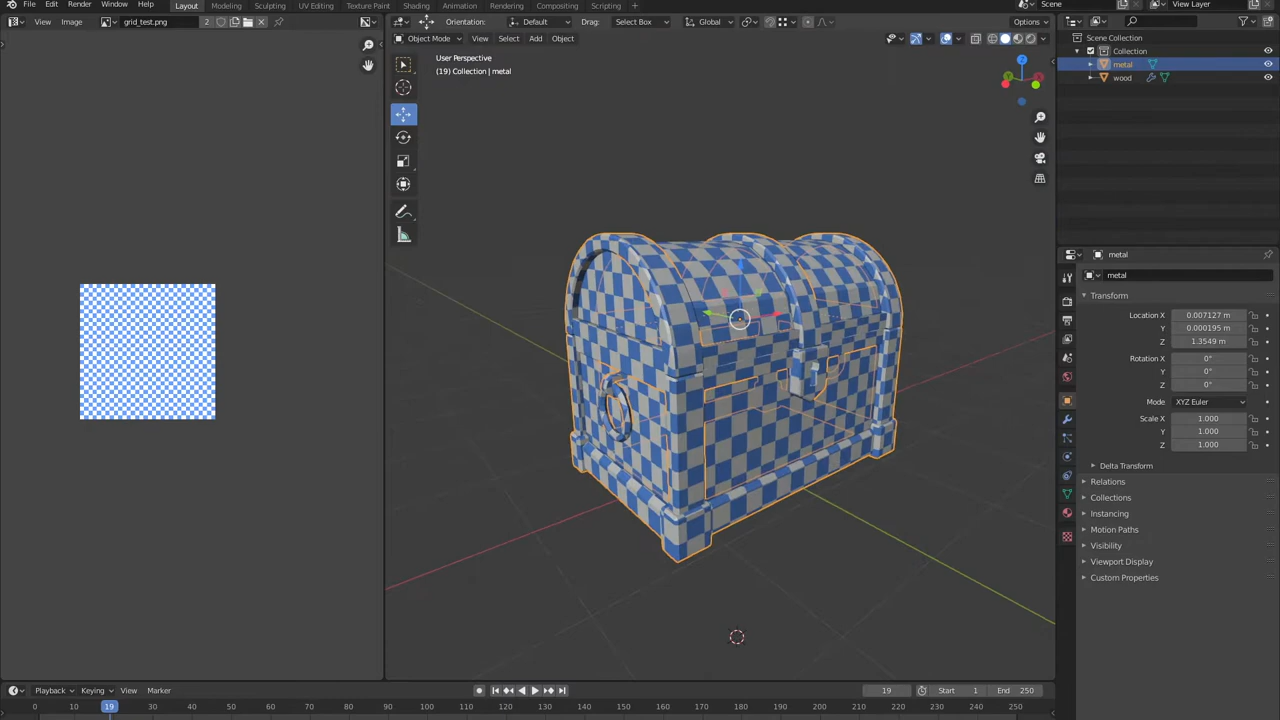 File Edit Render Window Help Layout Modeling Sculpting UV Editing Texture Paint Shading Animation Rendering Compositing Scripting + Scene View Layer
View Image grid_test.png 2 Orientation: Default Drag: Select Box Global Options
Object Mode View Select Add Object
User Perspective
(19) Collection | metal
Scene Collection
Collection
metal
wood
metal
metal
Transform
Location X 0.007127 m
Y 0.000195 m
Z 1.3549 m
Rotation X 0°
Y 0°
Z 0°
Mode XYZ Euler
Scale X 1.000
Y 1.000
Z 1.000
Delta Transform
Relations
Collections
Instancing
Motion Paths
Visibility
Viewport Display
Custom Properties
Playback Keying View Marker 19 Start 1 End 250
0 10 19 20 30 40 50 60 70 80 90 100 110 120 130 140 150 160 170 180 190 200 210 220 230 240 250